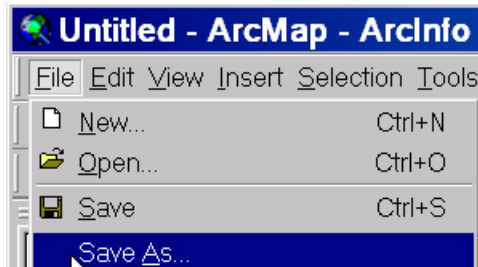 Untitled - ArcMap - ArcInfo
File Edit View Insert Selection Tools
New... Ctrl+N
Open... Ctrl+O
Save Ctrl+S
Save As...